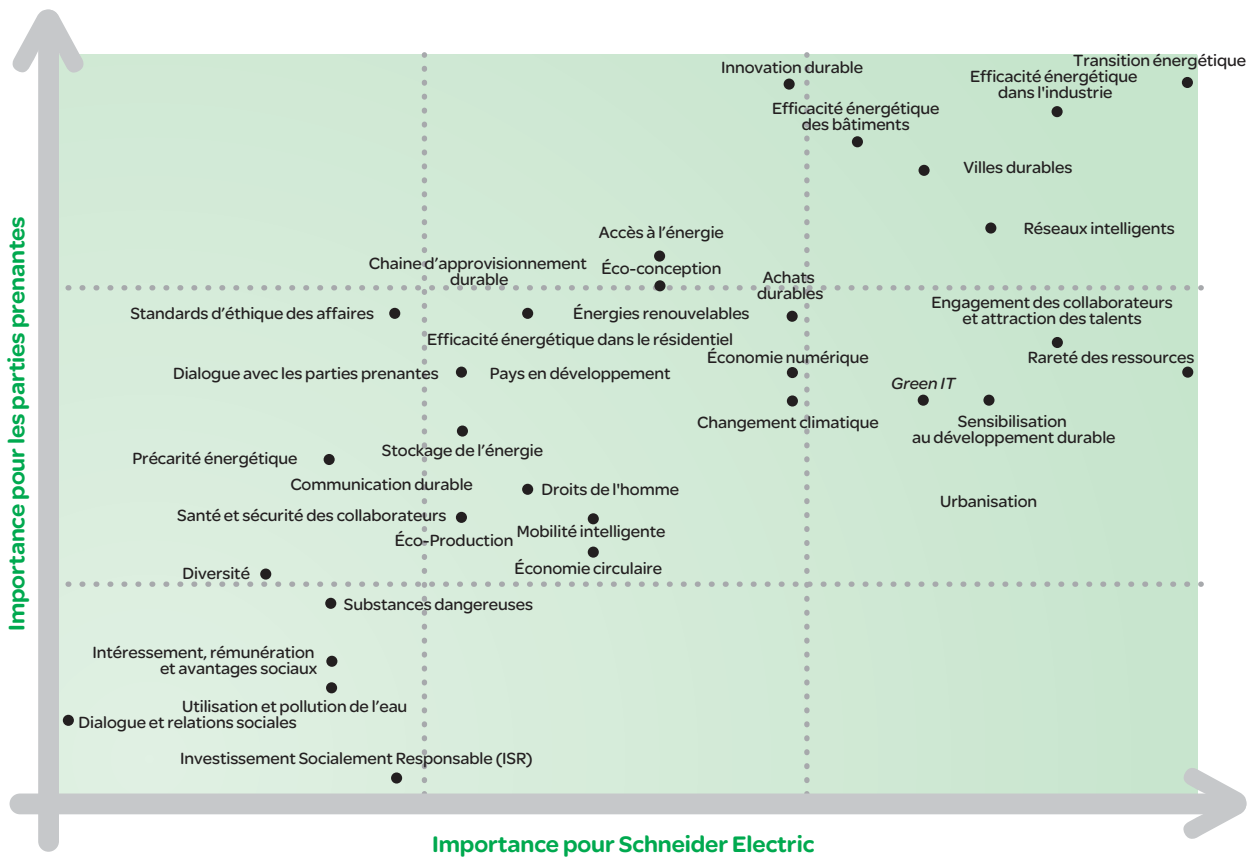 Importance pour les parties prenantes
Transition énergétique
Innovation durable
Efficacité énergétique
dans l'industrie
Efficacité énergétique
des bâtiments
Villes durables
Réseaux intelligents
Accès à l'énergie
Chaine d'approvisionnement
durable
Éco-conception
Achats
durables
Standards d'éthique des affaires
Énergies renouvelables
Engagement des collaborateurs
et attraction des talents
Efficacité énergétique dans le résidentiel
Économie numérique
Rareté des ressources
Dialogue avec les parties prenantes
Pays en développement
Green IT
Changement climatique
Sensibilisation
au développement durable
Stockage de l'énergie
Précarité énergétique
Communication durable
Droits de l'homme
Urbanisation
Santé et sécurité des collaborateurs
Mobilité intelligente
Éco-Production
Économie circulaire
Diversité
Substances dangereuses
Intéressement, rémunération
et avantages sociaux
Utilisation et pollution de l'eau
Dialogue et relations sociales
Investissement Socialement Responsable (ISR)
Importance pour Schneider Electric